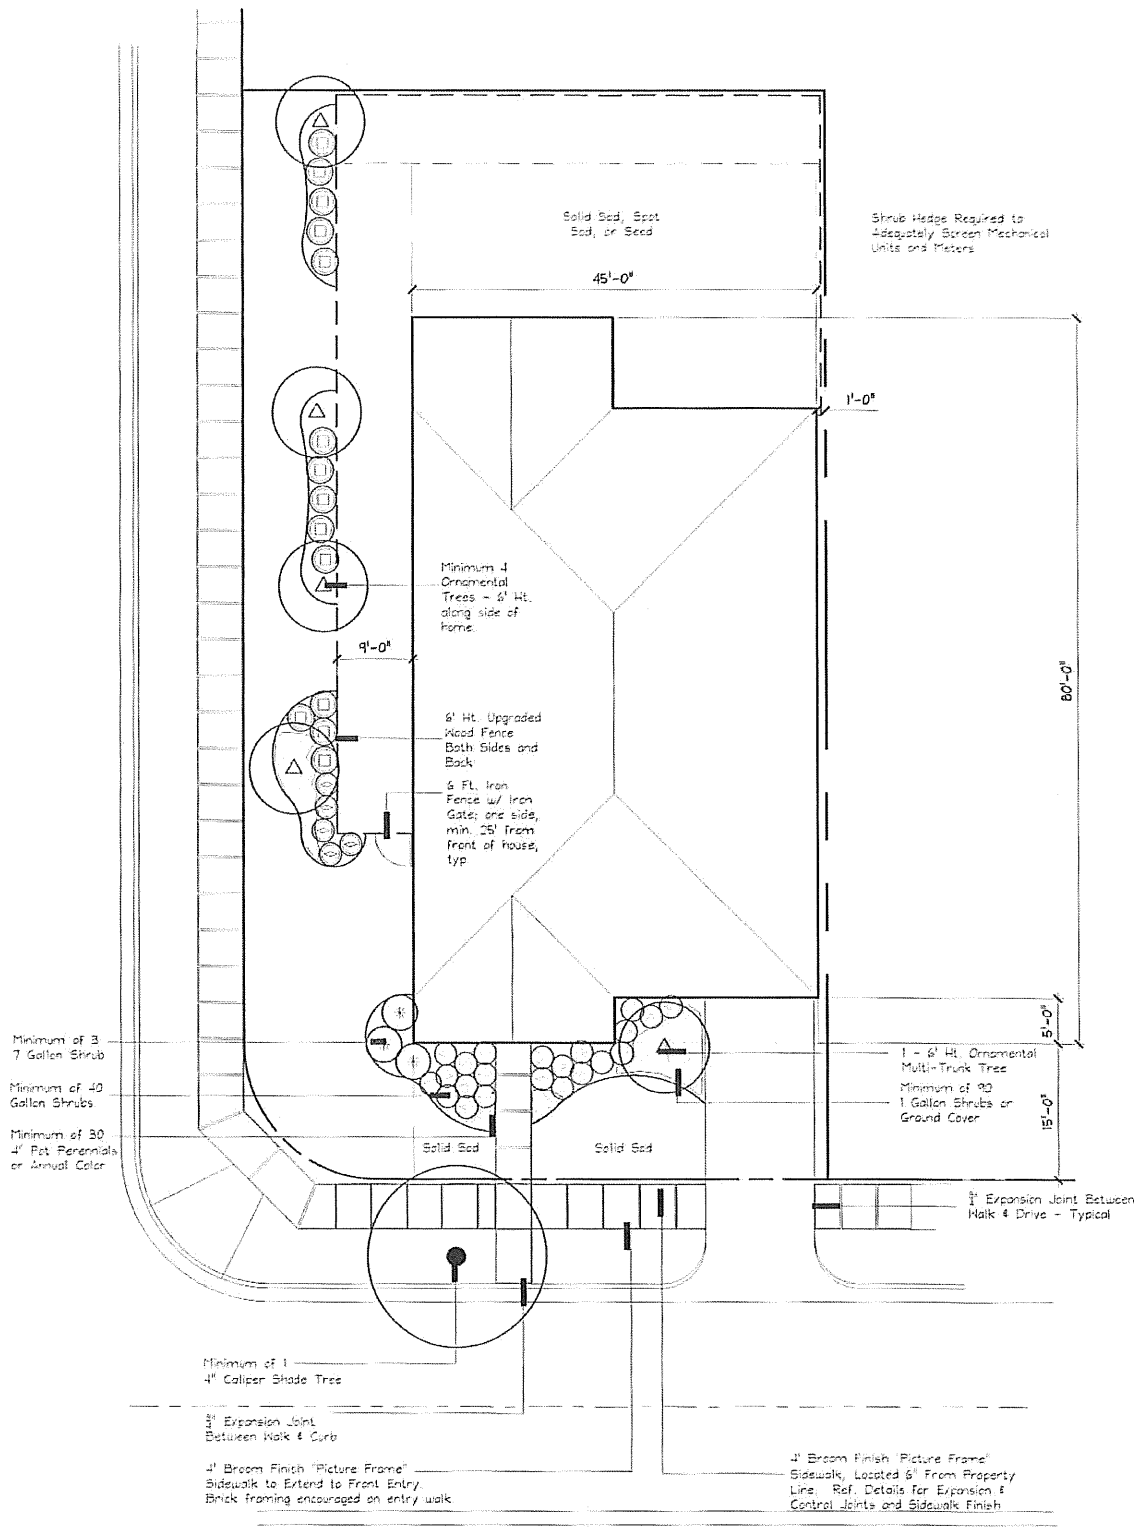 Solid Sod, Spot
Sod, or Seed
Shrub Hedge Required to
Adequately Screen Mechanical
Units and Meters
45'-0"
1'-0"
Minimum 4
Ornamental
Trees - 6' Ht.
along side of
home.
9'-0"
80'-0"
6' Ht. Upgraded
Wood Fence
Both Sides and
Back
6 Ft. Iron
Fence w/ Iron
Gate; one side,
min. 25' from
front of house,
typ
5'-0"
15'-0"
Minimum of 3
7 Gallon Shrub
Minimum of 40
Gallon Shrubs
Minimum of 30
4" Pot Perennials
or Annual Color
Solid Sod
Solid Sod
1 - 6' Ht. Ornamental
Multi-Trunk Tree
Minimum of 90
1 Gallon Shrubs or
Ground Cover
Expansion Joint Between
Walk & Drive - Typical
Minimum of 1
4" Caliper Shade Tree
Expansion Joint
Between Walk & Curb
4' Broom Finish "Picture Frame"
Sidewalk to Extend to Front Entry.
Brick framing encouraged on entry walk
4' Broom Finish "Picture Frame"
Sidewalk, Located 6" From Property
Line. Ref. Details for Expansion &
Control Joints and Sidewalk Finish